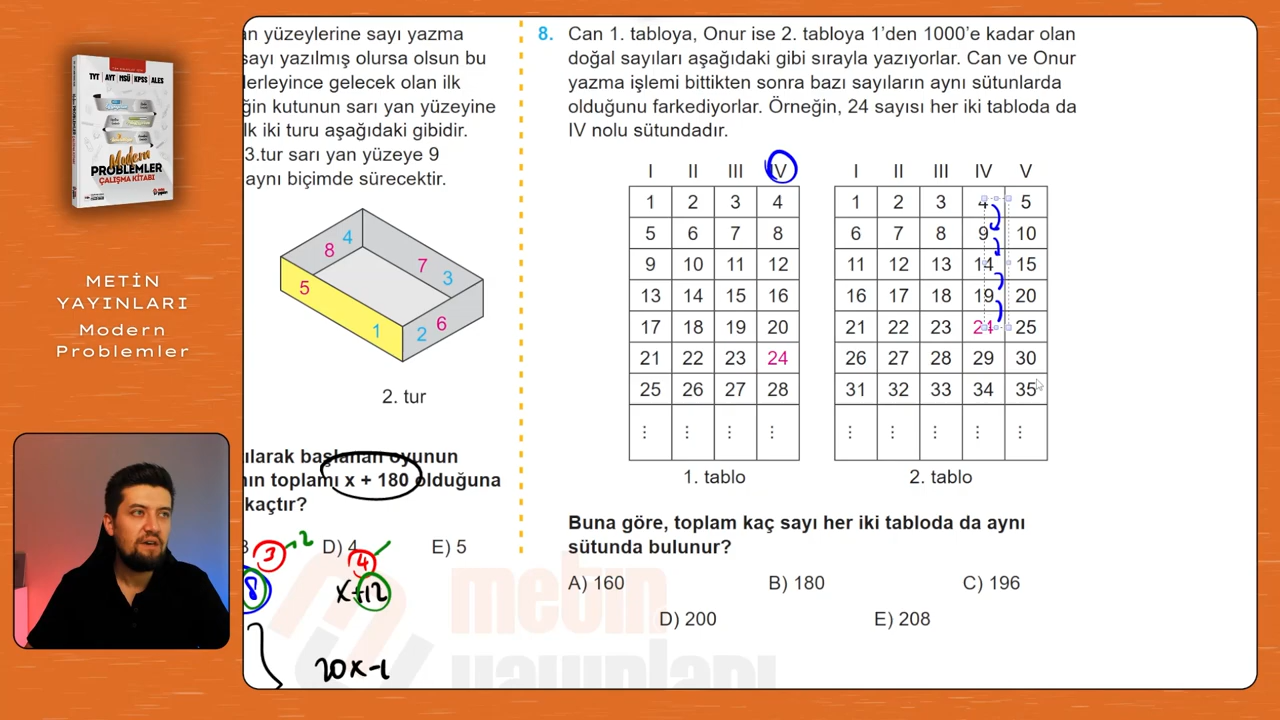 TYT | AYT | MSÜ | KPSS | ALES
Modern
PROBLEMLER
ÇALIŞMA KİTABI
METİN
YAYINLARI
Modern
Problemler
n yüzeylerine sayı yazma
sayı yazılmış olursa olsun bu
erleyince gelecek olan ilk
ğin kutunun sarı yan yüzeyine
lk iki turu aşağıdaki gibidir.
3.tur sarı yan yüzeye 9
aynı biçimde sürecektir.
4
8
7
3
5
1
2
6
2. tur
ılarak başlanan oyunun
nın toplamı x + 180 olduğuna
kaçtır?
3 2 D) 4 E) 5
4
8 x+12
20x-1
8. Can 1. tabloya, Onur ise 2. tabloya 1'den 1000'e kadar olan
doğal sayıları aşağıdaki gibi sırayla yazıyorlar. Can ve Onur
yazma işlemi bittikten sonra bazı sayıların aynı sütunlarda
olduğunu farkediyorlar. Örneğin, 24 sayısı her iki tabloda da
IV nolu sütundadır.
I II III IV
1 2 3 4
5 6 7 8
9 10 11 12
13 14 15 16
17 18 19 20
21 22 23 24
25 26 27 28
⋮ ⋮ ⋮ ⋮
1. tablo
I II III IV V
1 2 3 4 5
6 7 8 9 10
11 12 13 14 15
16 17 18 19 20
21 22 23 24 25
26 27 28 29 30
31 32 33 34 35
⋮ ⋮ ⋮ ⋮ ⋮
2. tablo
Buna göre, toplam kaç sayı her iki tabloda da aynı
sütunda bulunur?
A) 160 B) 180 C) 196
D) 200 E) 208
metin
yayınları